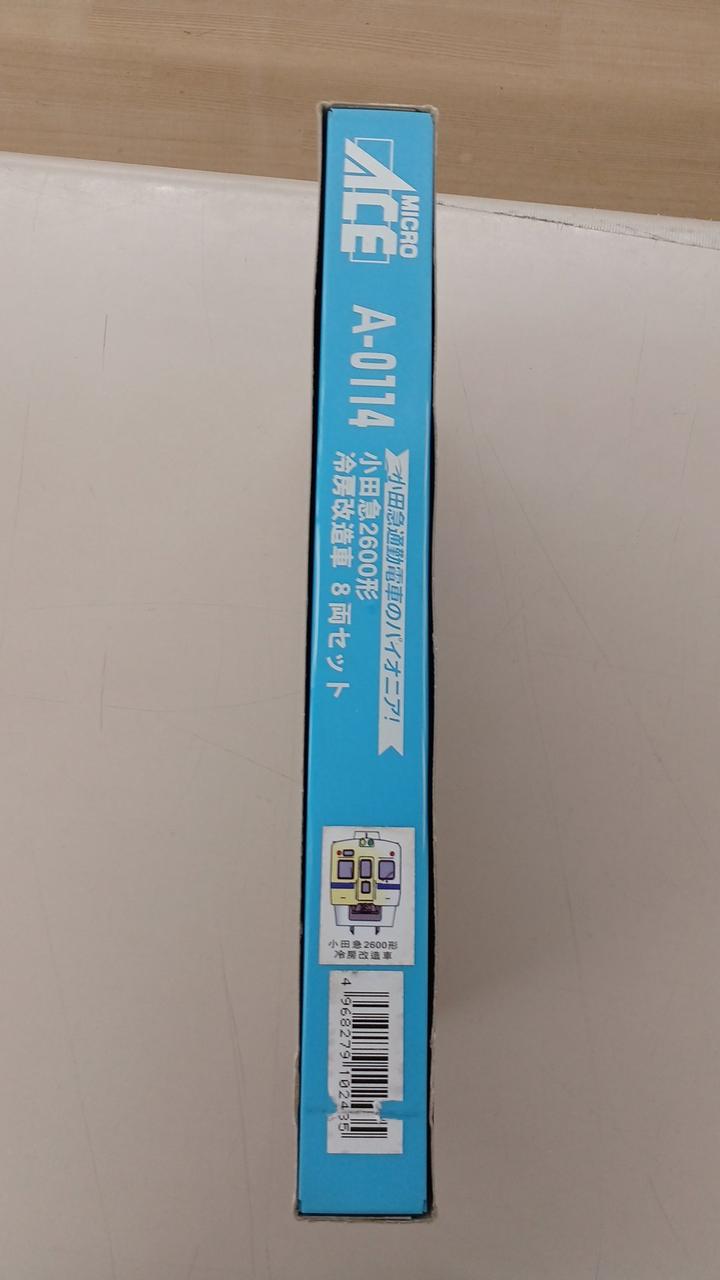 MICRO
ACE
A-0114
小田急通勤電車のパイオニア!
小田急2600形
冷房改造車 8両セット
小田急2600形
冷房改造車
4 968279 102435